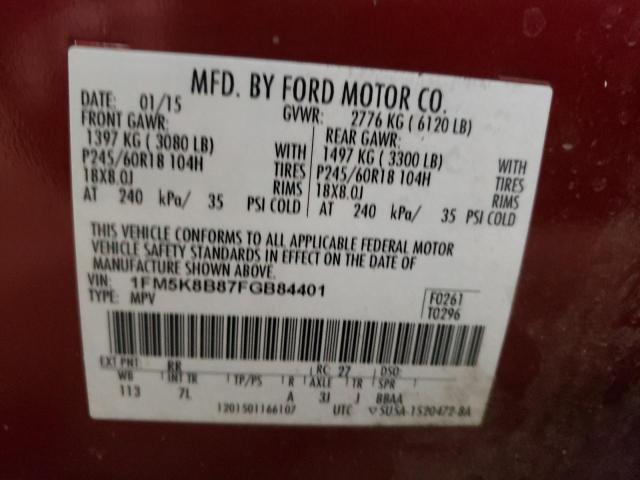 MFD. BY FORD MOTOR CO.
DATE: 01/15 GVWR: 2776 KG ( 6120 LB)
FRONT GAWR: REAR GAWR:
1397 KG ( 3080 LB) WITH 1497 KG ( 3300 LB) WITH
P245/60R18 104H TIRES P245/60R18 104H TIRES
18X8.0J RIMS 18X8.0J RIMS
AT 240 kPa/ 35 PSI COLD AT 240 kPa/ 35 PSI COLD
THIS VEHICLE CONFORMS TO ALL APPLICABLE FEDERAL MOTOR
VEHICLE SAFETY STANDARDS IN EFFECT ON THE DATE OF
MANUFACTURE SHOWN ABOVE.
VIN: 1FM5K8B87FGB84401
TYPE: MPV
F0261
T0296
EXT PNT: RR LRC: 27 DSO:
WB INT TR TP/PS R AXLE TR SPR
113 7L A 3J J BBAA
1201501166107 UTC ▽5USA-1520472-BA